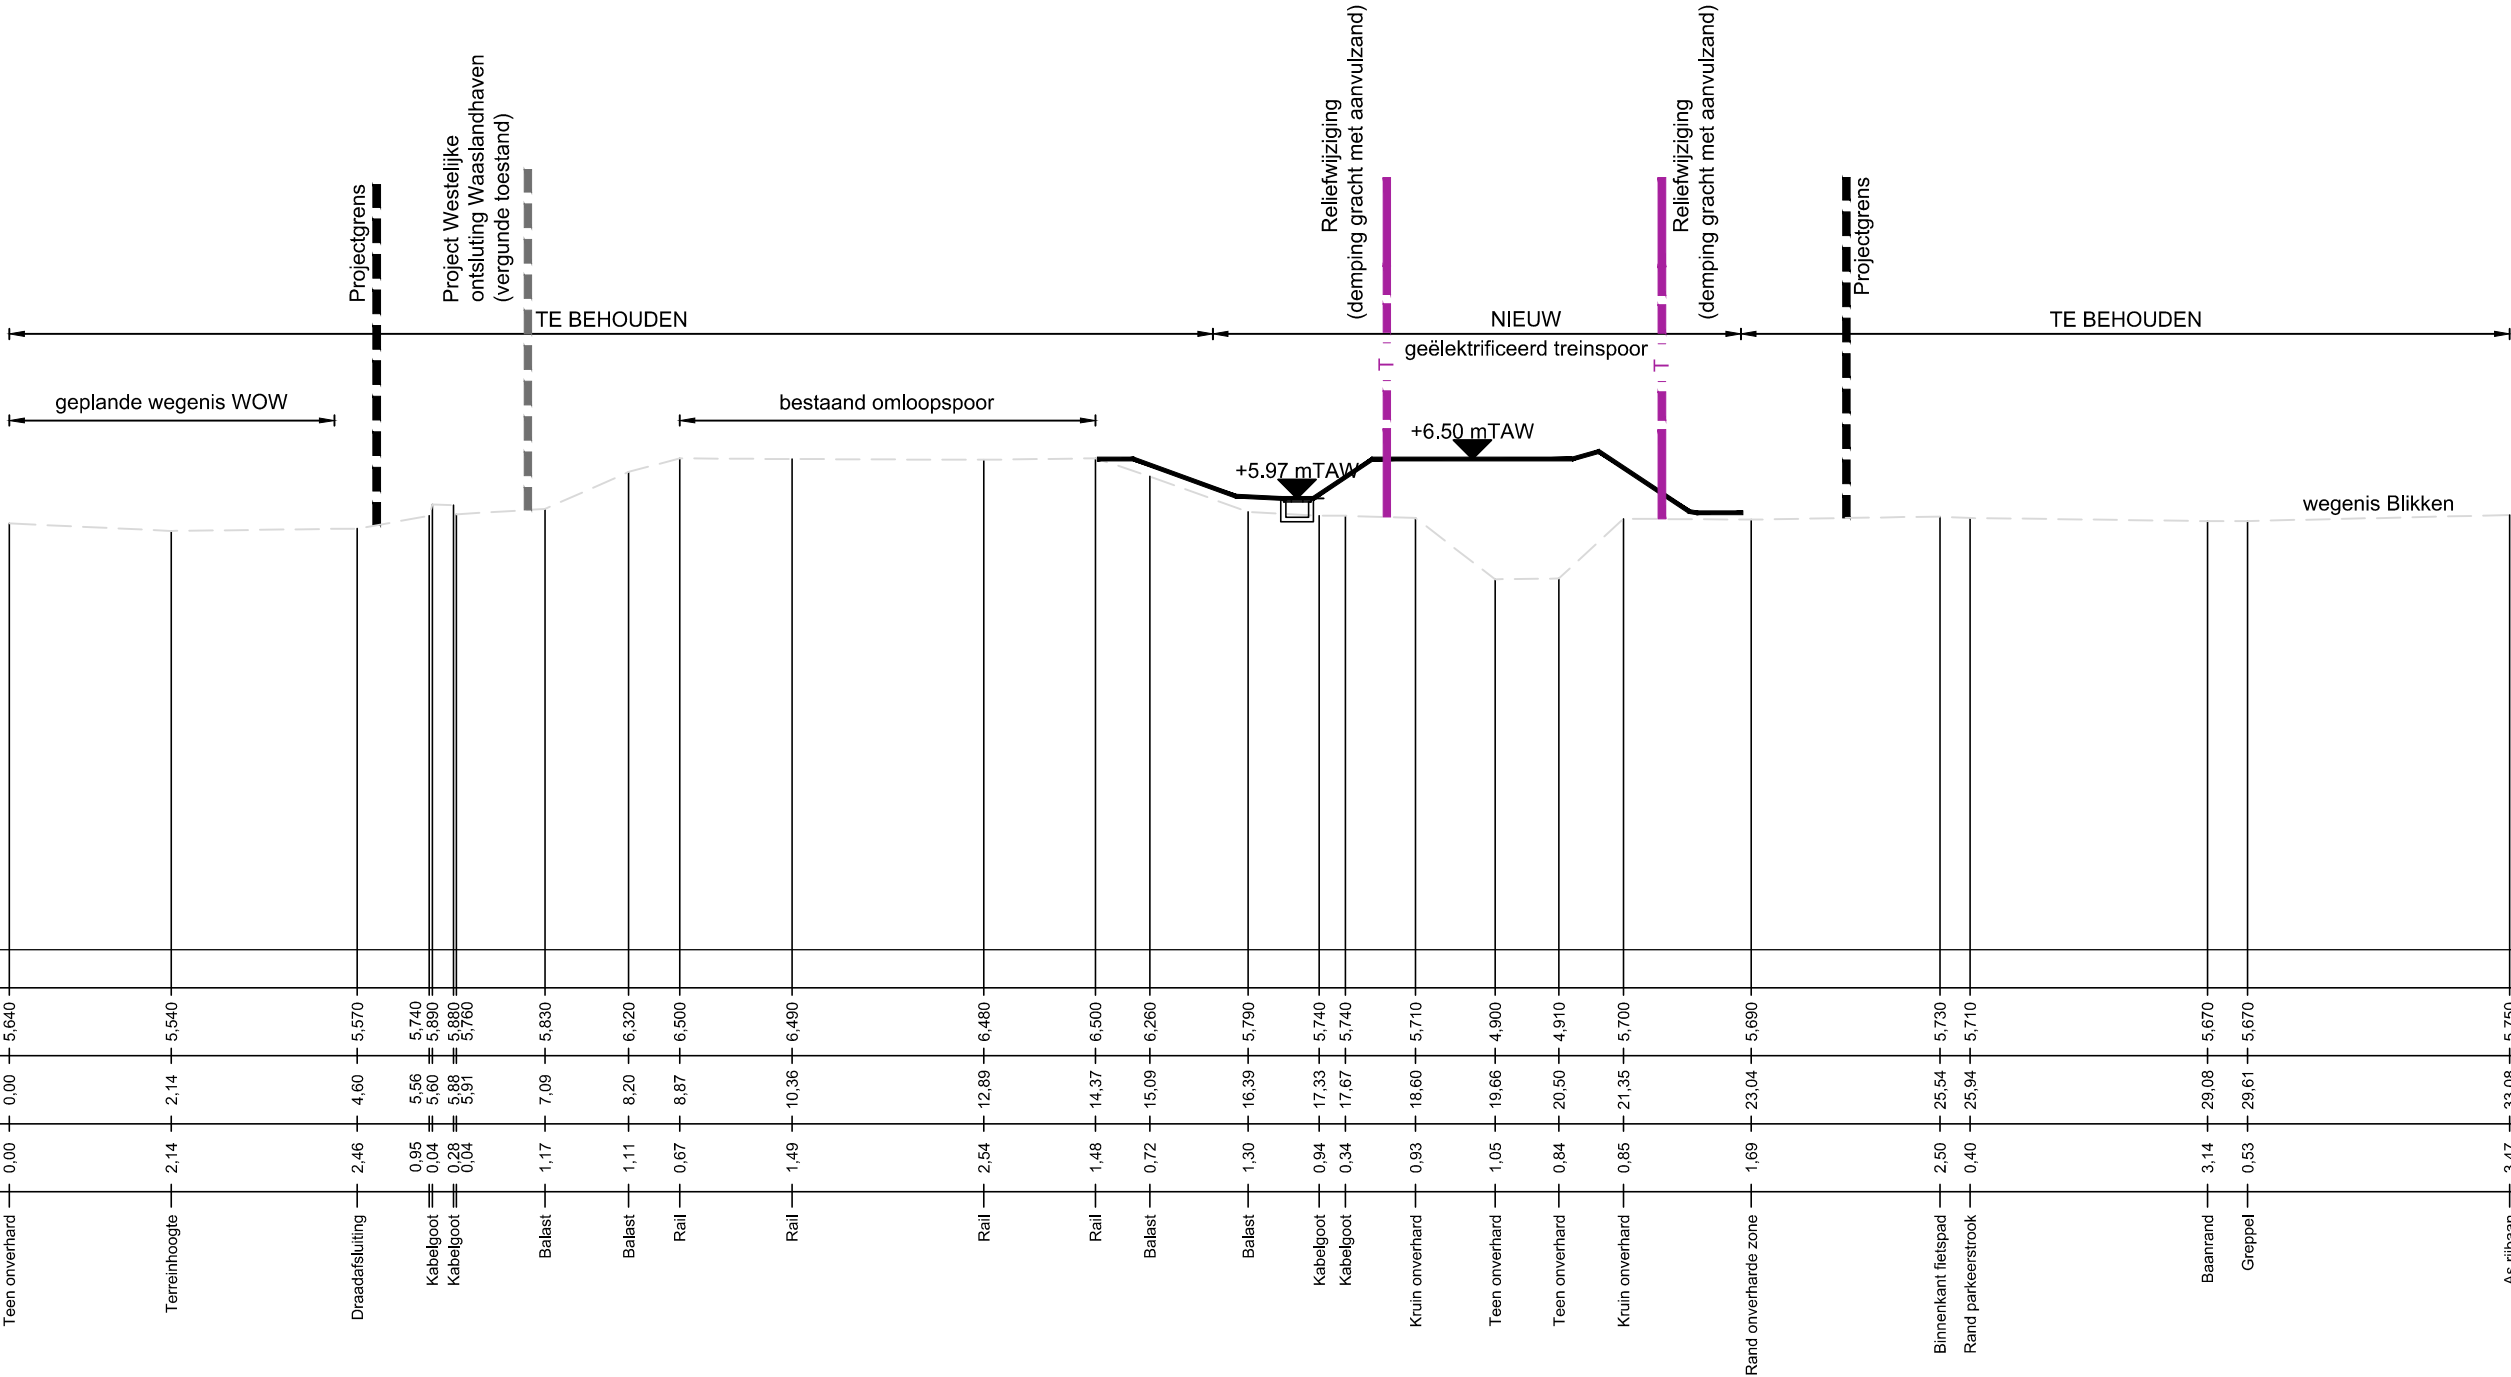 Projectgrens
Project Westelijke
ontsluting Waaslandhaven
(vergunde toestand)
Reliefwijziging
(demping gracht met aanvulzand)
Reliefwijziging
(demping gracht met aanvulzand)
Projectgrens
TE BEHOUDEN
NIEUW
TE BEHOUDEN
geëlektrificeerd treinspoor
T
T
geplande wegenis WOW
bestaand omloopspoor
+6.50 mTAW
+5.97 mTAW
wegenis Blikken
5,640
5,540
5,570
5,740
5,890
5,880
5,760
5,830
6,320
6,500
6,490
6,480
6,500
6,260
5,790
5,740
5,740
5,710
4,900
4,910
5,700
5,690
5,730
5,710
5,670
5,670
5,750
0,00
2,14
4,60
5,56
5,60
5,88
5,91
7,09
8,20
8,87
10,36
12,89
14,37
15,09
16,39
17,33
17,67
18,60
19,66
20,50
21,35
23,04
25,54
25,94
29,08
29,61
33,08
0,00
2,14
2,46
0,95
0,04
0,28
0,04
1,17
1,11
0,67
1,49
2,54
1,48
0,72
1,30
0,94
0,34
0,93
1,05
0,84
0,85
1,69
2,50
0,40
3,14
0,53
3,47
Teen onverhard
Terreinhoogte
Draadafsluiting
Kabelgoot
Kabelgoot
Balast
Balast
Rail
Rail
Rail
Rail
Balast
Balast
Kabelgoot
Kabelgoot
Kruin onverhard
Teen onverhard
Teen onverhard
Kruin onverhard
Rand onverharde zone
Binnenkant fietspad
Rand parkeerstrook
Baanrand
Greppel
As rijbaan